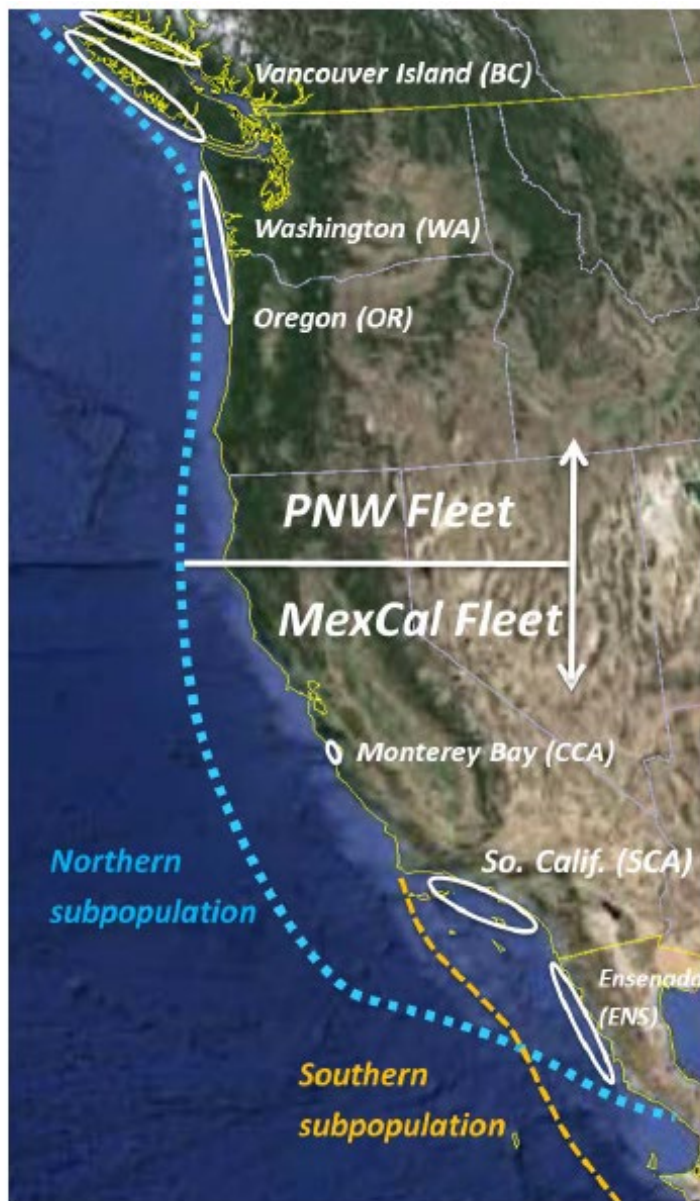 Vancouver Island (BC)
Washington (WA)
Oregon (OR)
PNW Fleet
MexCal Fleet
Monterey Bay (CCA)
So. Calif. (SCA)
Northern
subpopulation
Ensenada
(ENS)
Southern
subpopulation